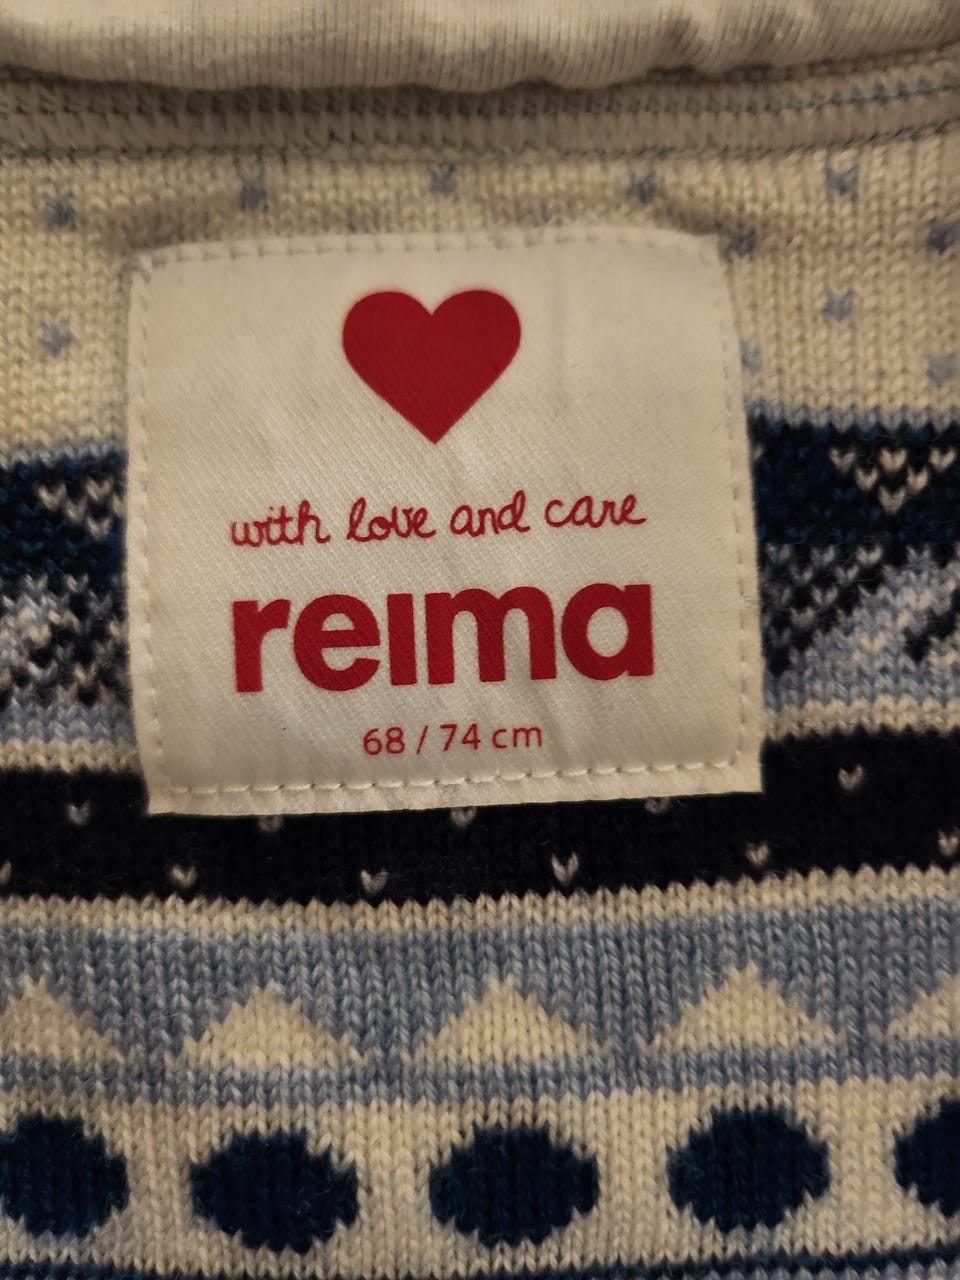 with love and care
reima
68 / 74 cm